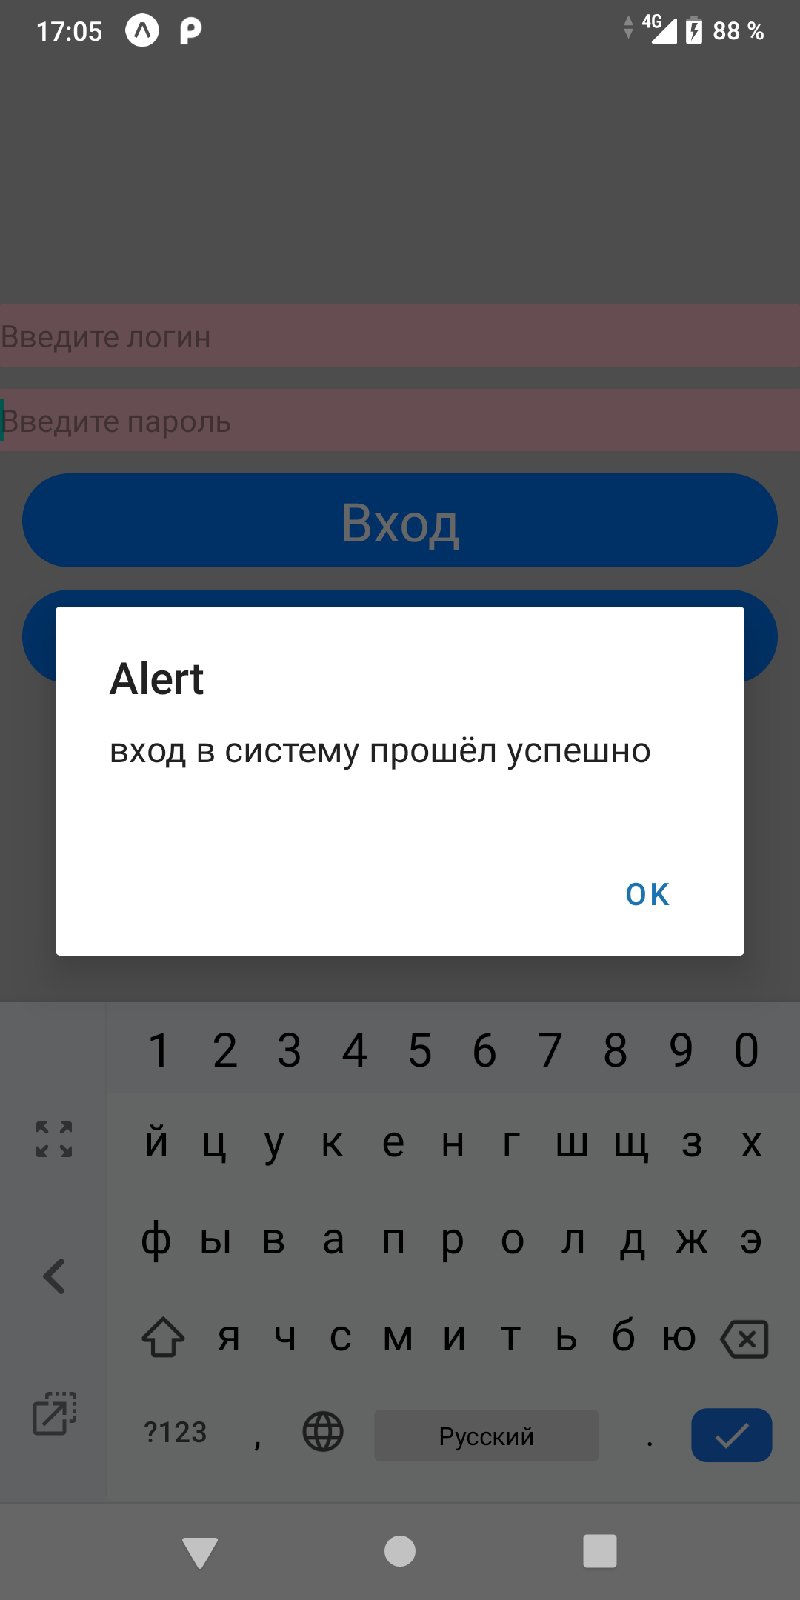 17:05 4G 88 %
Введите логин
Введите пароль
Вход
Alert
вход в систему прошёл успешно
OK
1 2 3 4 5 6 7 8 9 0
й ц у к е н г ш щ з х
ф ы в а п р о л д ж э
я ч с м и т ь б ю
?123 , Русский .